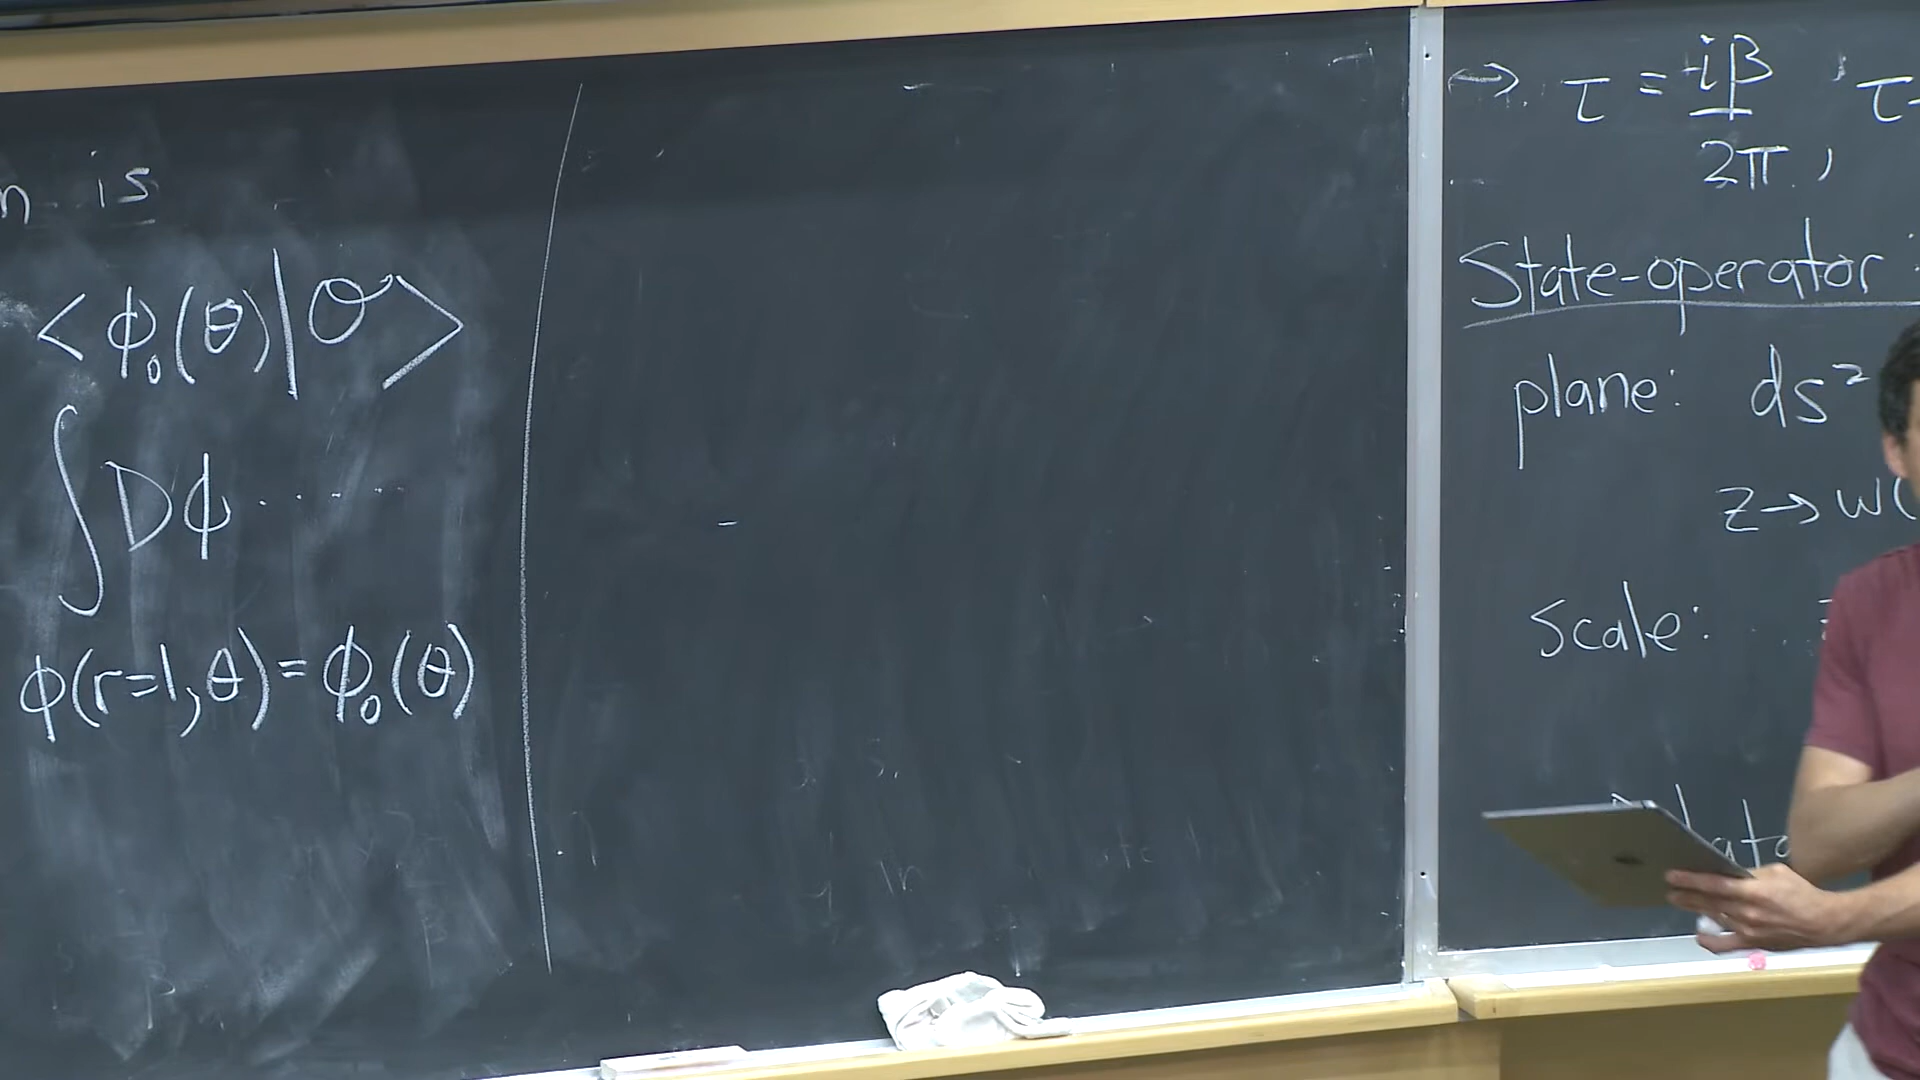 n is
<ϕ₀(θ)|O>
∫Dϕ.....
ϕ(r=1,θ)=ϕ₀(θ)
↔ τ = iβ/2π, τ-
State-operator:
plane: ds²
z→w(
scale: